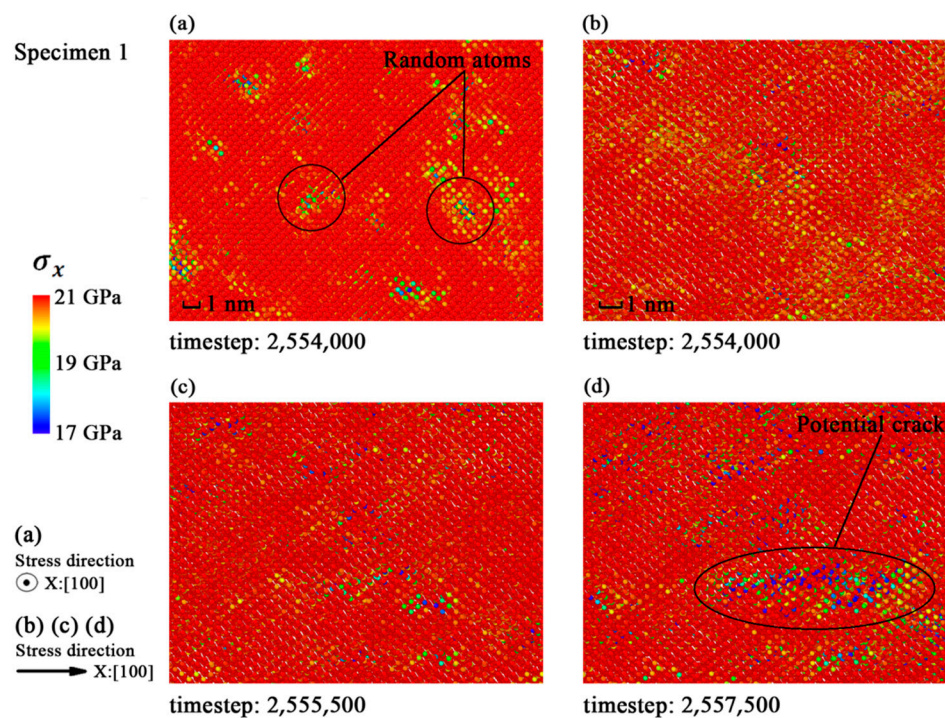 (a)
(b)
Specimen 1
Random atoms
σx
21 GPa
19 GPa
17 GPa
1 nm
1 nm
timestep: 2,554,000
timestep: 2,554,000
(c)
(d)
Potential crack
(a)
Stress direction
X:[100]
(b) (c) (d)
Stress direction
X:[100]
timestep: 2,555,500
timestep: 2,557,500